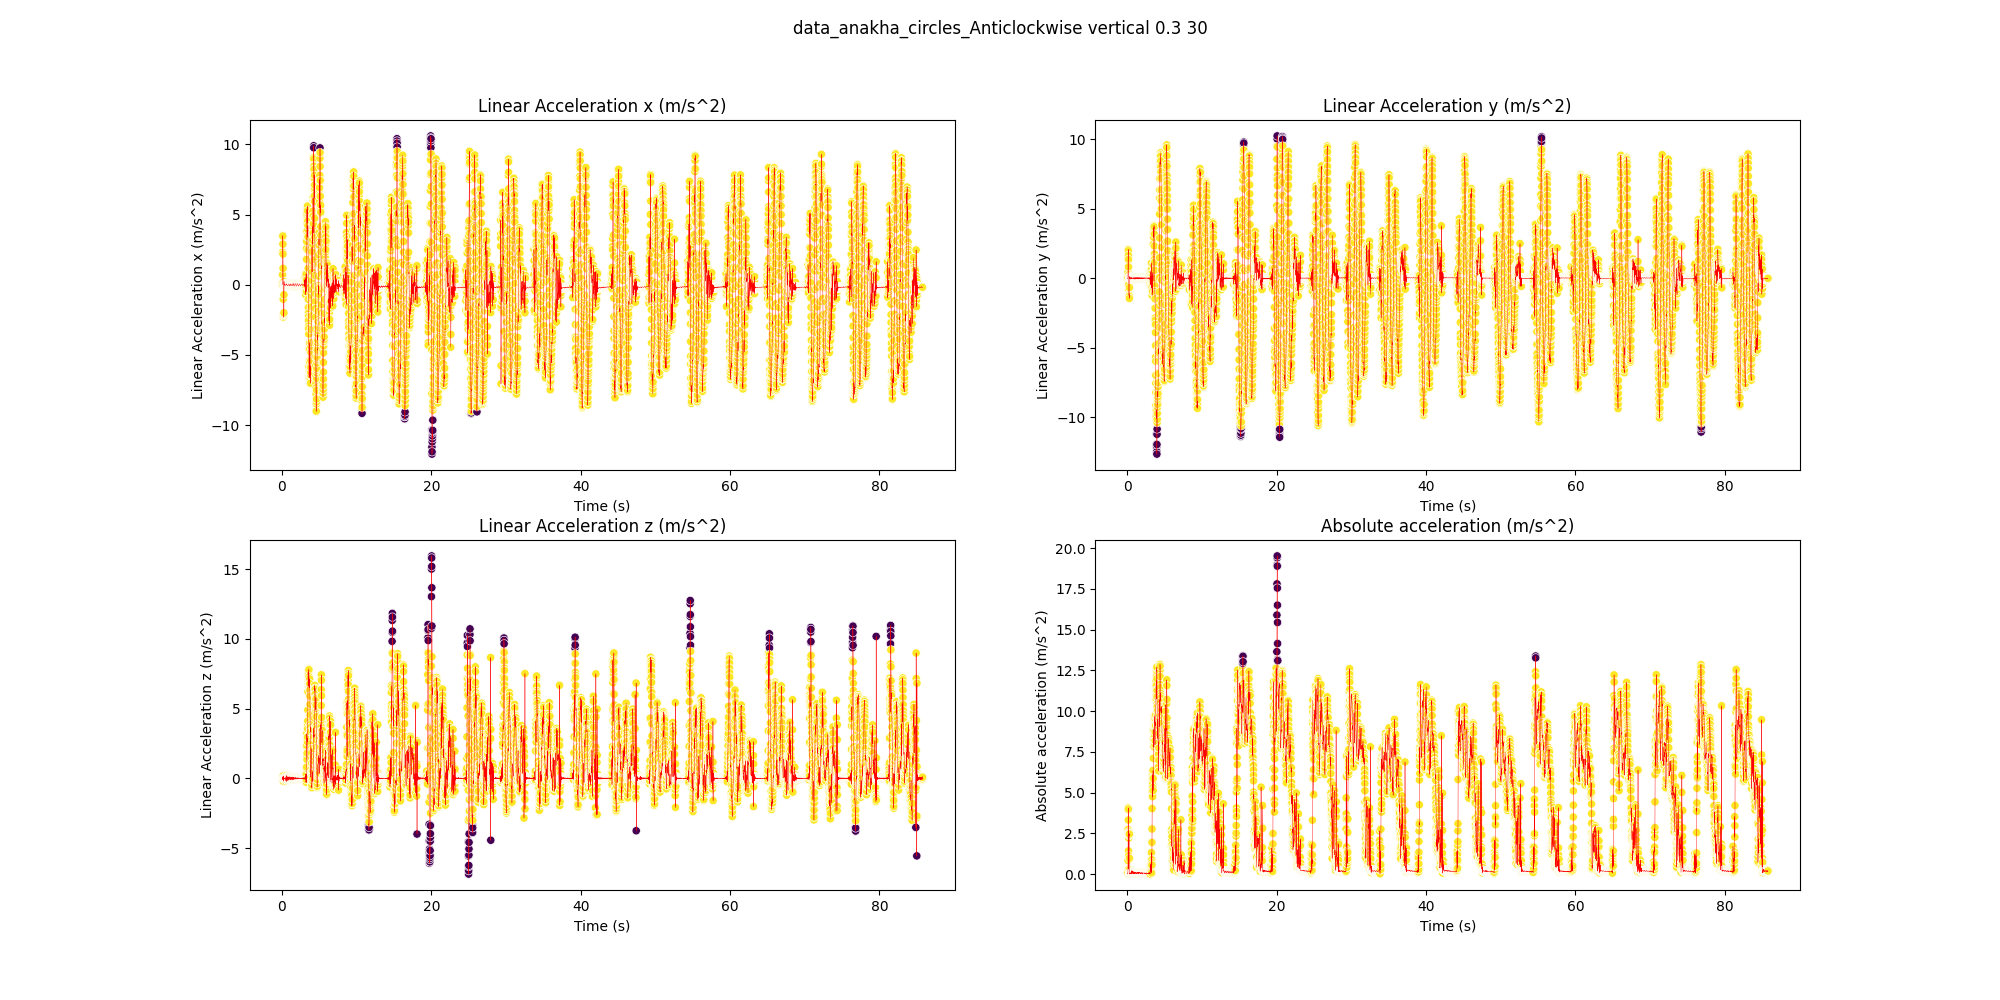 data_anakha_circles_Anticlockwise vertical 0.3 30
Linear Acceleration x (m/s^2)
Linear Acceleration x (m/s^2)
10
5
0
−5
−10
0 20 40 60 80
Time (s)
Linear Acceleration y (m/s^2)
Linear Acceleration y (m/s^2)
10
5
0
−5
−10
0 20 40 60 80
Time (s)
Linear Acceleration z (m/s^2)
Linear Acceleration z (m/s^2)
15
10
5
0
−5
0 20 40 60 80
Time (s)
Absolute acceleration (m/s^2)
Absolute acceleration (m/s^2)
20.0
17.5
15.0
12.5
10.0
7.5
5.0
2.5
0.0
0 20 40 60 80
Time (s)